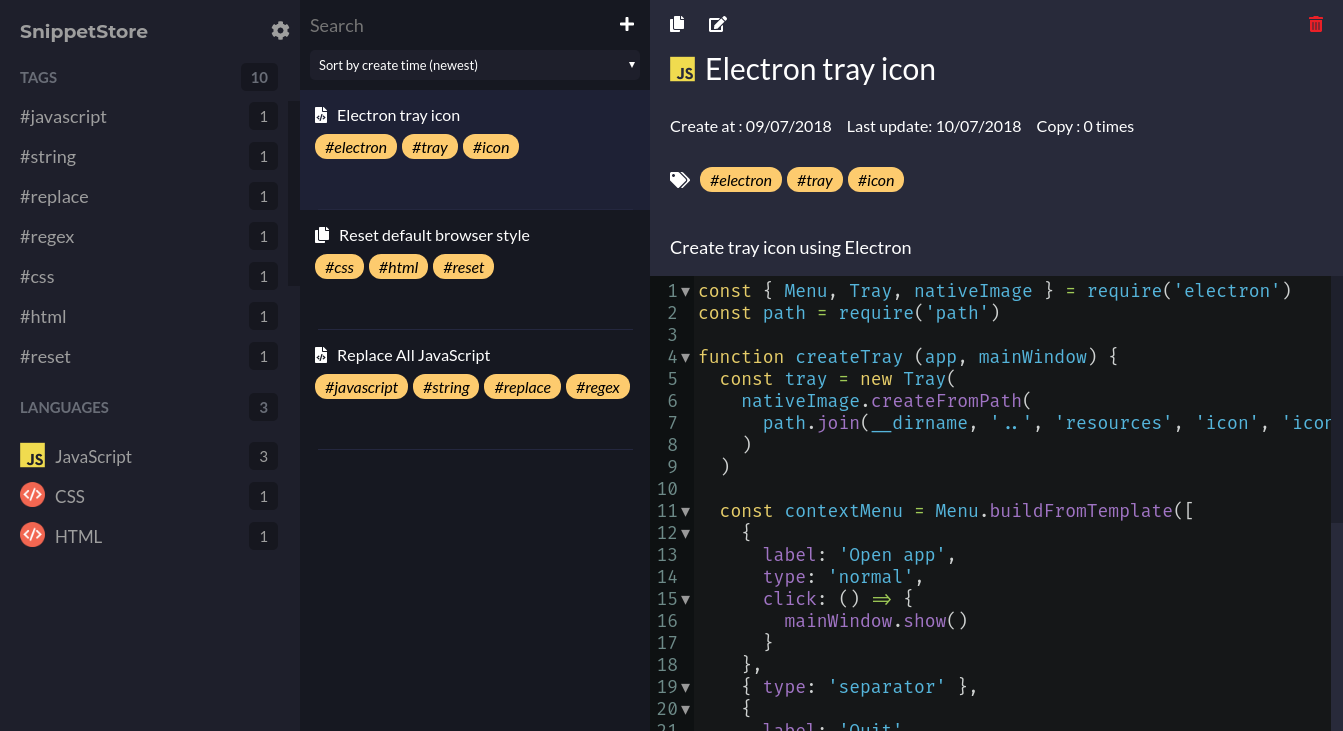 SnippetStore
TAGS 10
#javascript 1
#string 1
#replace 1
#regex 1
#css 1
#html 1
#reset 1
LANGUAGES 3
JS JavaScript 3
CSS 1
HTML 1
Search
Sort by create time (newest)
Electron tray icon
#electron #tray #icon
Reset default browser style
#css #html #reset
Replace All JavaScript
#javascript #string #replace #regex
JS Electron tray icon
Create at : 09/07/2018 Last update: 10/07/2018 Copy : 0 times
#electron #tray #icon
Create tray icon using Electron
1 const { Menu, Tray, nativeImage } = require('electron')
2 const path = require('path')
3
4 function createTray (app, mainWindow) {
5 const tray = new Tray(
6 nativeImage.createFromPath(
7 path.join(__dirname, '..', 'resources', 'icon', 'icon
8 )
9 )
10
11 const contextMenu = Menu.buildFromTemplate([
12 {
13 label: 'Open app',
14 type: 'normal',
15 click: () => {
16 mainWindow.show()
17 }
18 },
19 { type: 'separator' },
20 {
21 label: 'Quit'